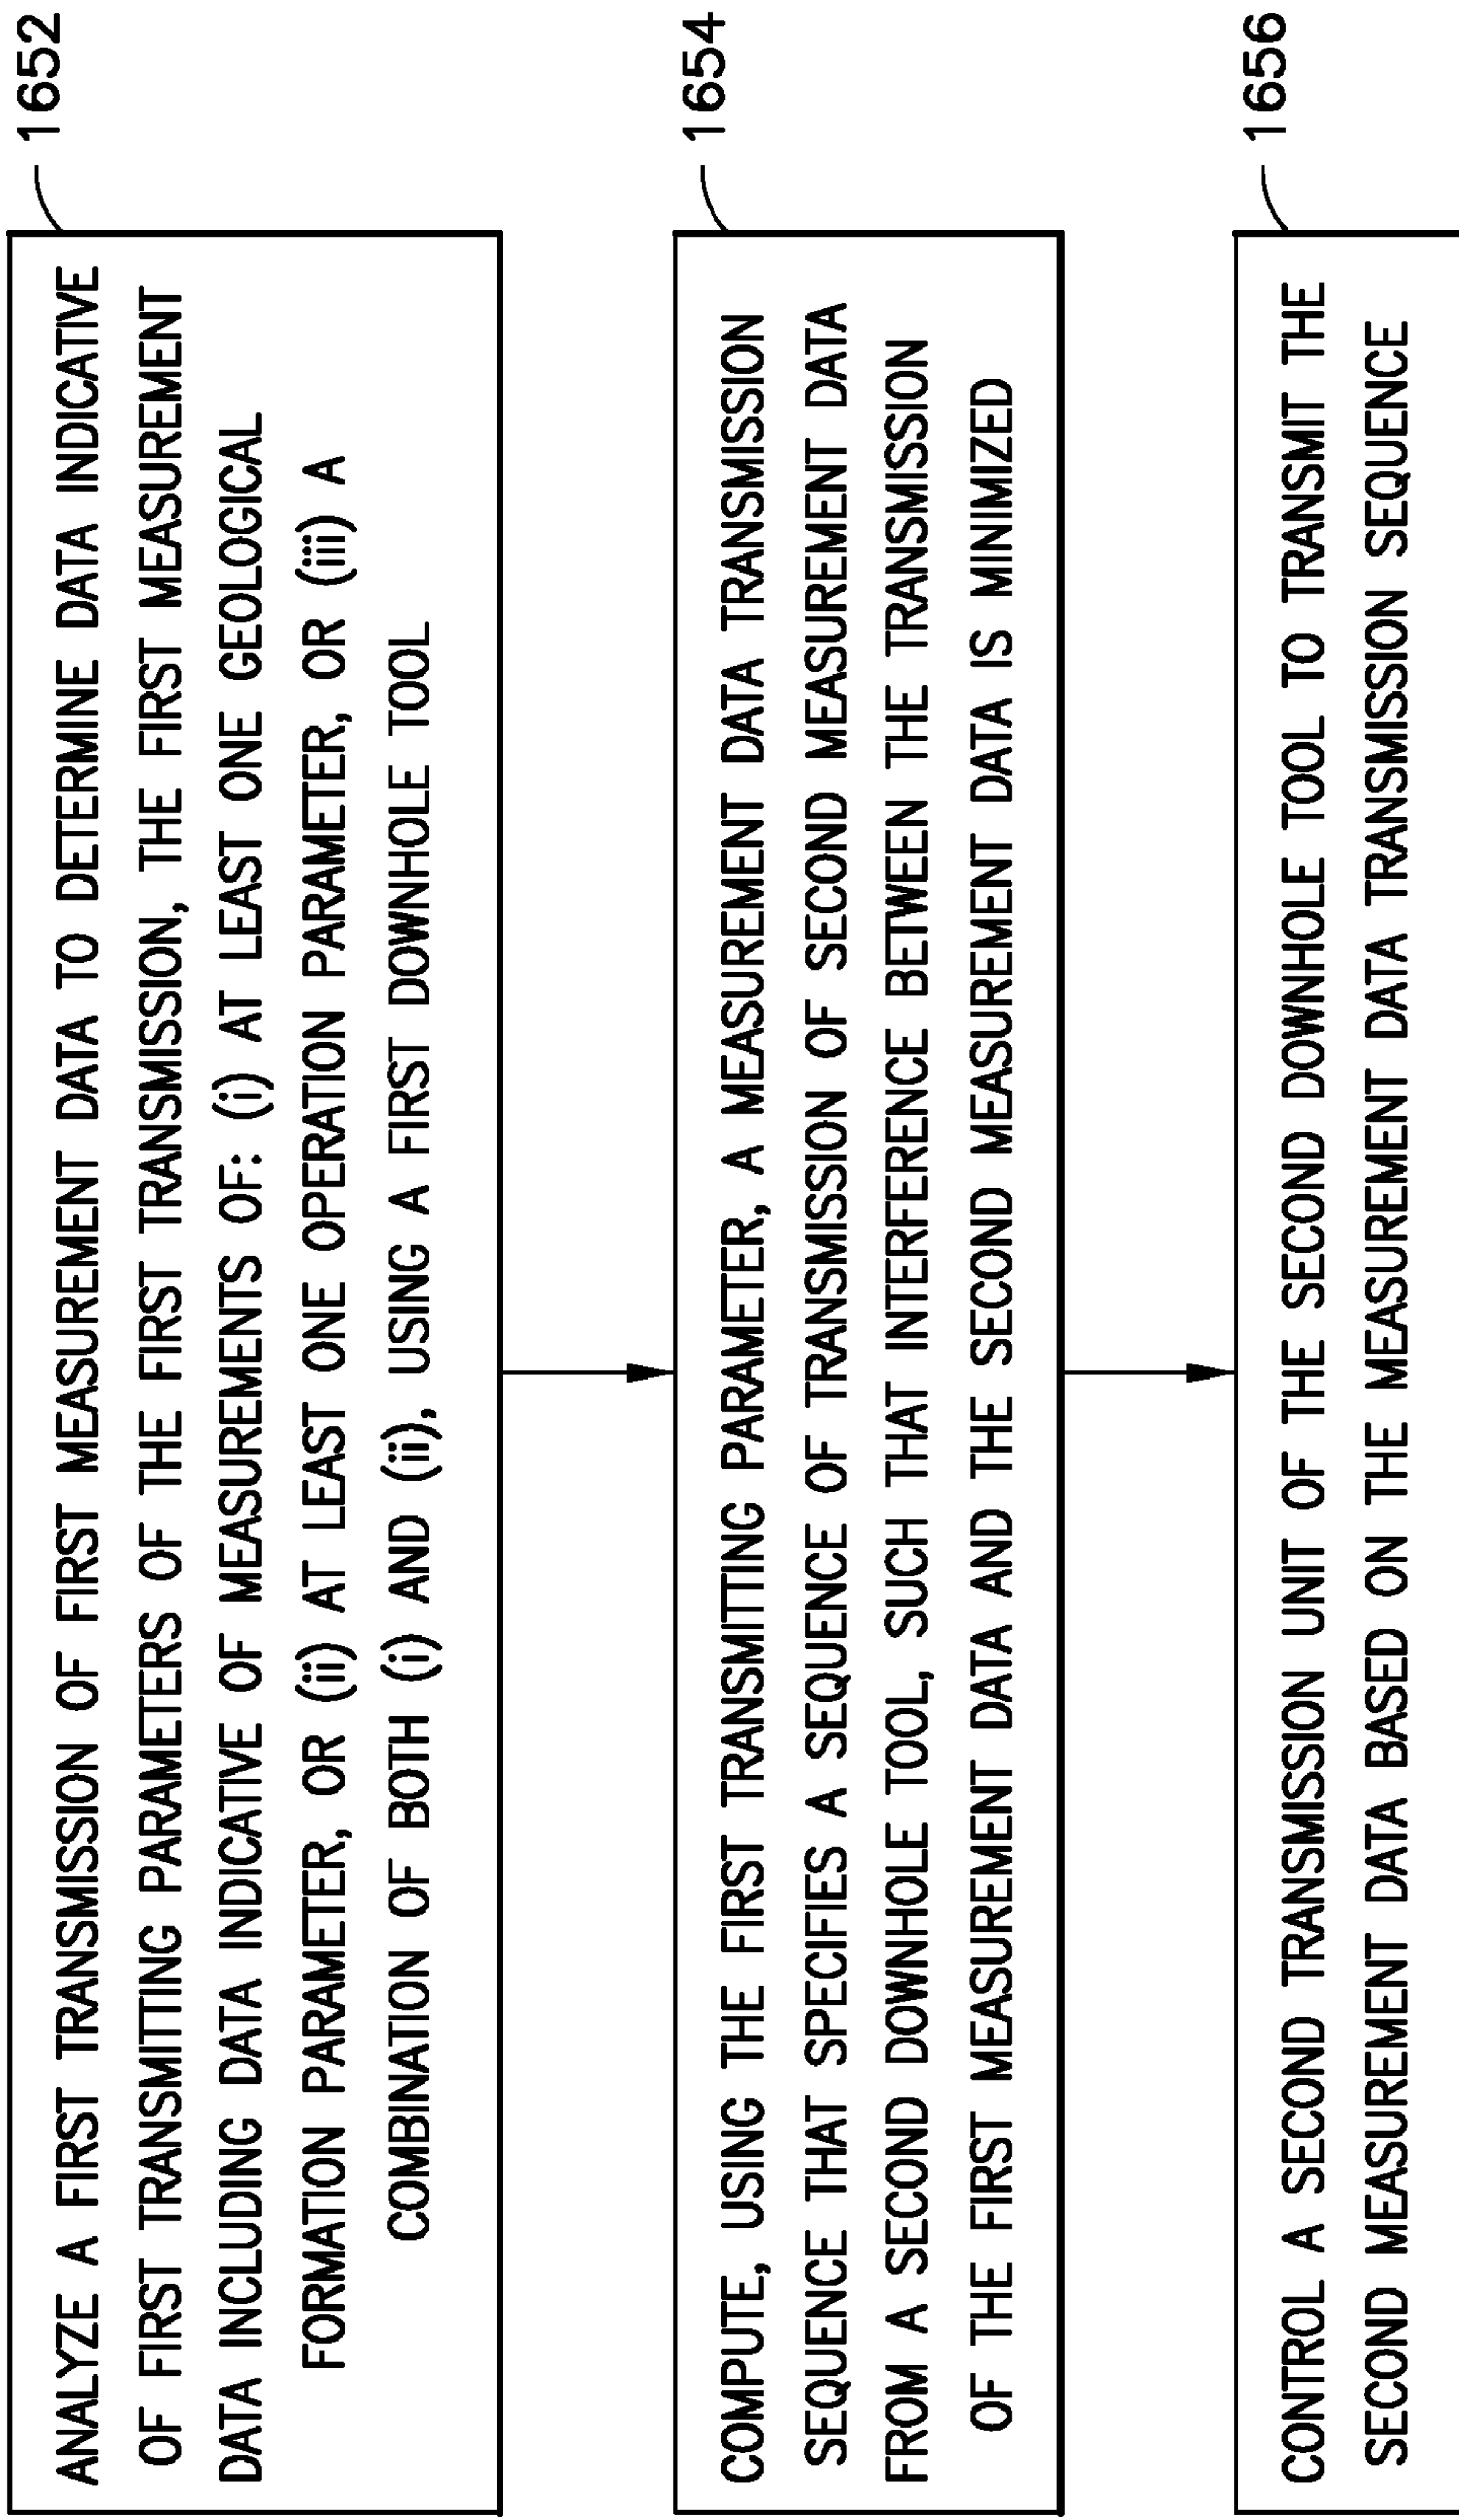 ANALYZE A FIRST TRANSMISSION OF FIRST MEASUREMENT DATA TO DETERMINE DATA INDICATIVE
OF FIRST TRANSMITTING PARAMETERS OF THE FIRST TRANSMISSION, THE FIRST MEASUREMENT
DATA INCLUDING DATA INDICATIVE OF MEASUREMENTS OF: (i) AT LEAST ONE GEOLOGICAL
FORMATION PARAMETER, OR (ii) AT LEAST ONE OPERATION PARAMETER, OR (iii) A
COMBINATION OF BOTH (i) AND (ii), USING A FIRST DOWNHOLE TOOL
1652
COMPUTE, USING THE FIRST TRANSMITTING PARAMETER, A MEASUREMENT DATA TRANSMISSION
SEQUENCE THAT SPECIFIES A SEQUENCE OF TRANSMISSION OF SECOND MEASUREMENT DATA
FROM A SECOND DOWNHOLE TOOL, SUCH THAT INTERFERENCE BETWEEN THE TRANSMISSION
OF THE FIRST MEASUREMENT DATA AND THE SECOND MEASUREMENT DATA IS MINIMIZED
1654
CONTROL A SECOND TRANSMISSION UNIT OF THE SECOND DOWNHOLE TOOL TO TRANSMIT THE
SECOND MEASUREMENT DATA BASED ON THE MEASUREMENT DATA TRANSMISSION SEQUENCE
1656